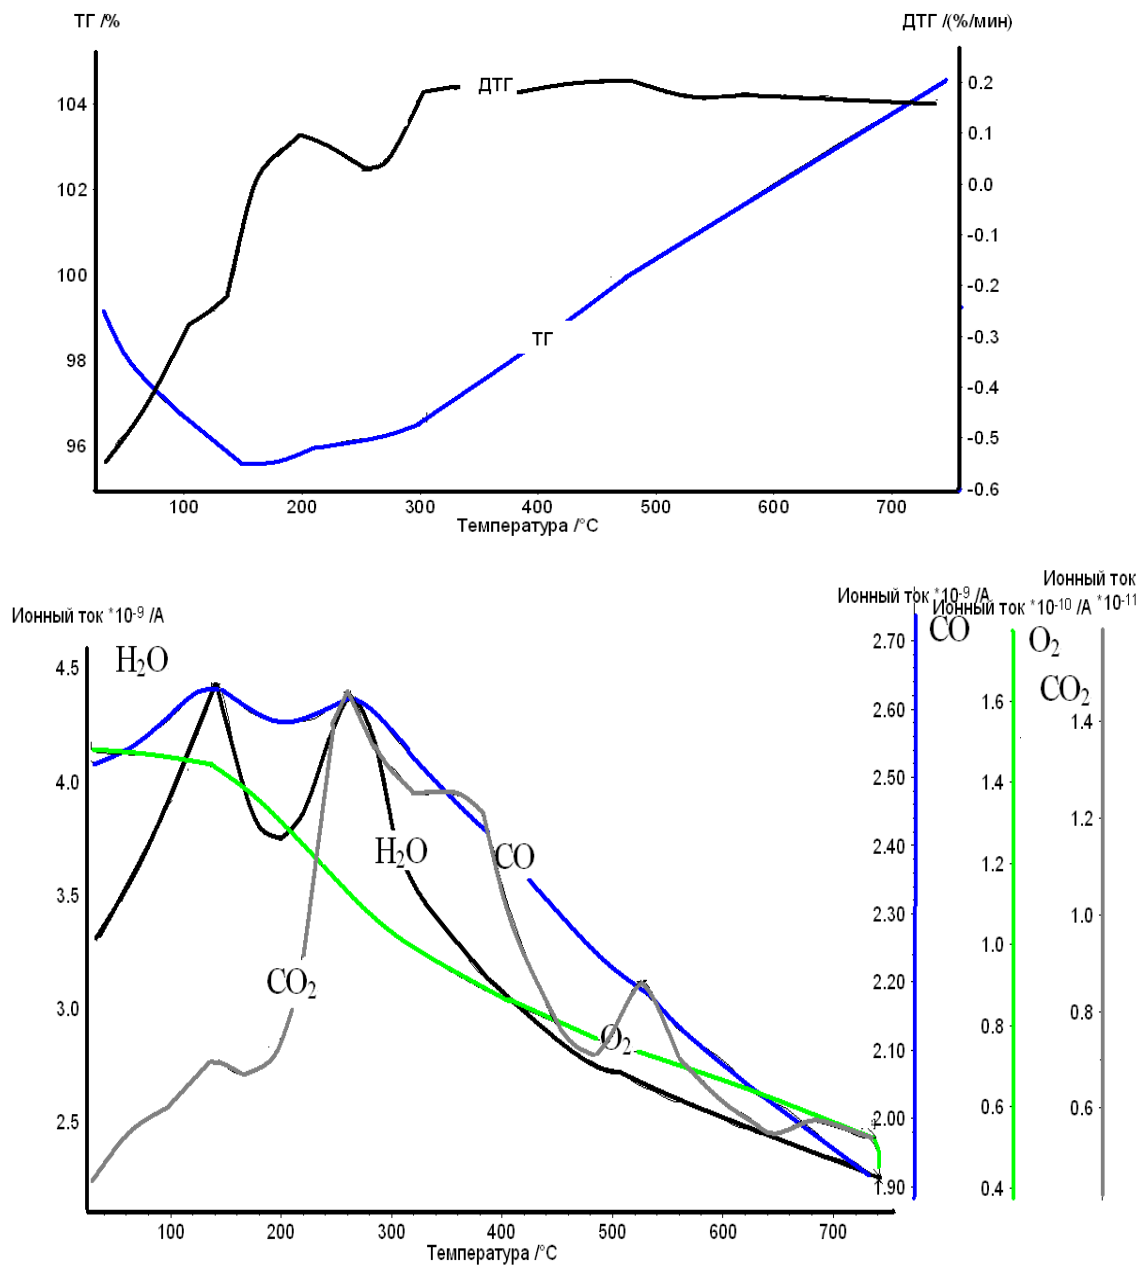 ТГ /%
ДТГ /(%/мин)
ДТГ
104
102
100
98
96
0.2
0.1
0.0
-0.1
-0.2
-0.3
-0.4
-0.5
-0.6
ТГ
100 200 300 400 500 600 700
Температура /°C
Ионный ток *10-9 /А
Ионный ток *10-9 /А
Ионный ток *10-10 /А
Ионный ток
*10-11
H2O
CO
O2
CO2
4.5
4.0
3.5
3.0
2.5
2.70
2.60
2.50
2.40
2.30
2.20
2.10
2.00
1.90
1.6
1.4
1.2
1.0
0.8
0.6
0.4
1.4
1.2
1.0
0.8
0.6
H2O
CO
CO2
O2
100 200 300 400 500 600 700
Температура /°C